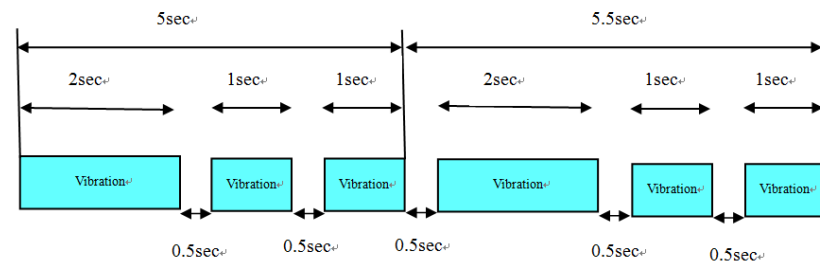 5sec 5.5sec
2sec 1sec 1sec 2sec 1sec 1sec
Vibration Vibration Vibration Vibration Vibration Vibration
0.5sec 0.5sec 0.5sec 0.5sec 0.5sec